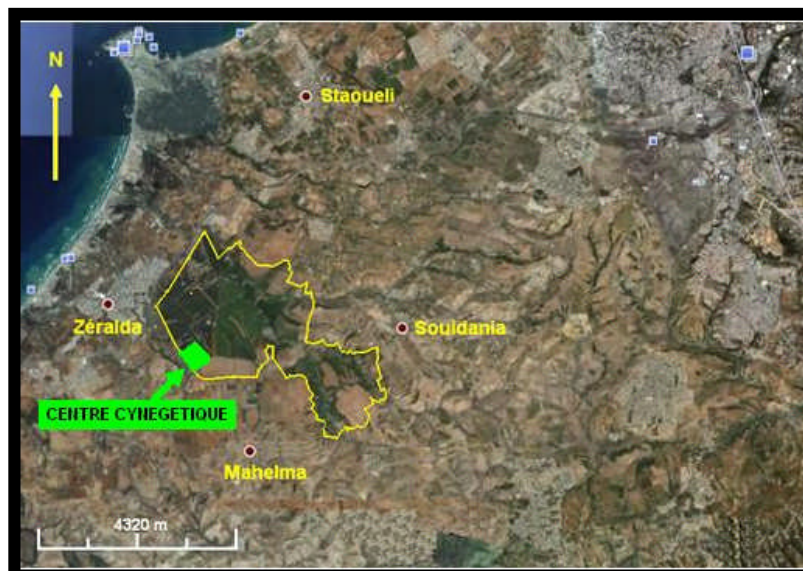 N
Staoueli
Zéralda
Souidania
CENTRE CYNEGETIQUE
Mahelma
4320 m